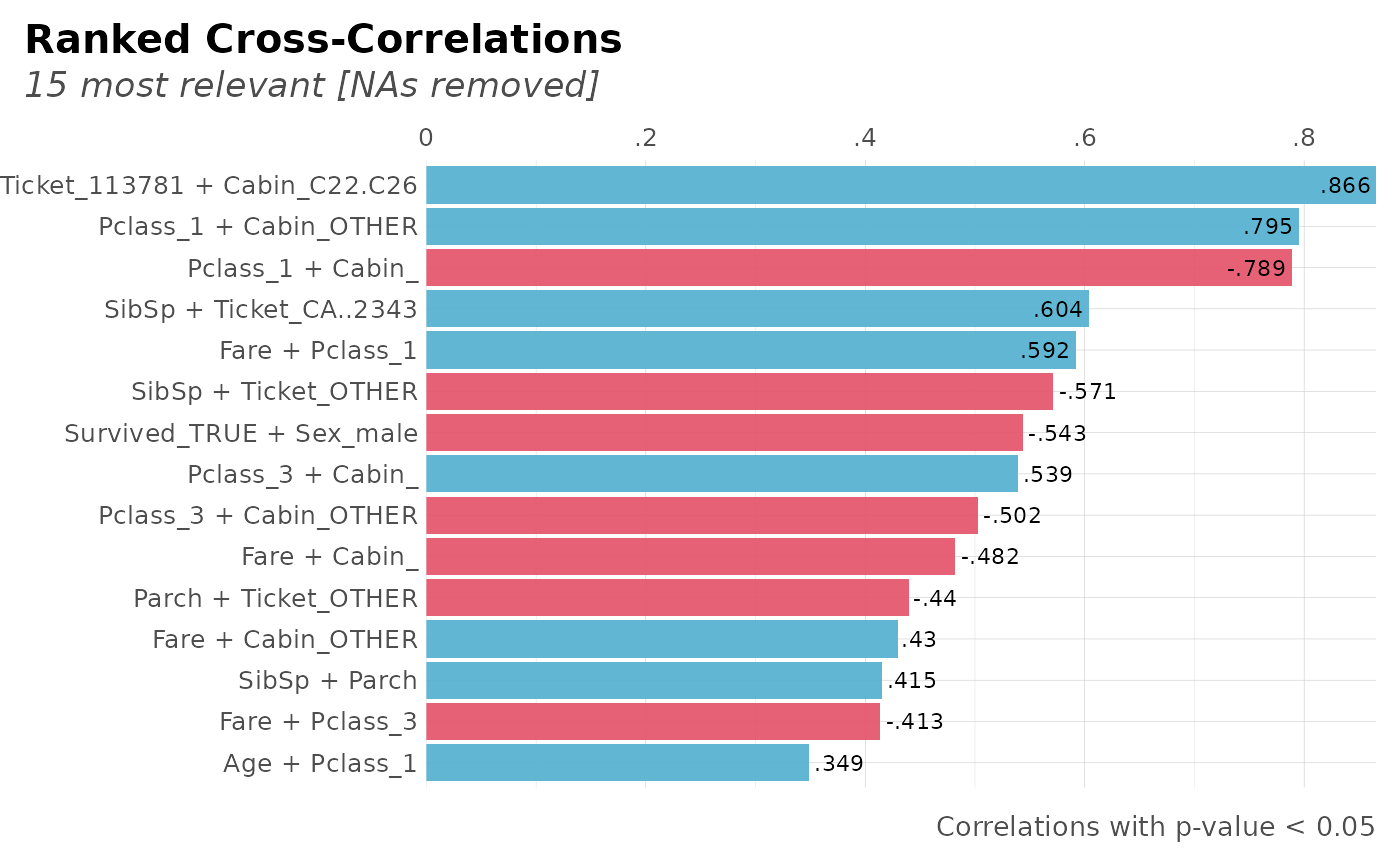 Ranked Cross-Correlations
15 most relevant [NAs removed]
0 .2 .4 .6 .8
Ticket_113781 + Cabin_C22.C26 .866
Pclass_1 + Cabin_OTHER .795
Pclass_1 + Cabin_ -.789
SibSp + Ticket_CA..2343 .604
Fare + Pclass_1 .592
SibSp + Ticket_OTHER -.571
Survived_TRUE + Sex_male -.543
Pclass_3 + Cabin_ .539
Pclass_3 + Cabin_OTHER -.502
Fare + Cabin_ -.482
Parch + Ticket_OTHER -.44
Fare + Cabin_OTHER .43
SibSp + Parch .415
Fare + Pclass_3 -.413
Age + Pclass_1 .349
Correlations with p-value < 0.05